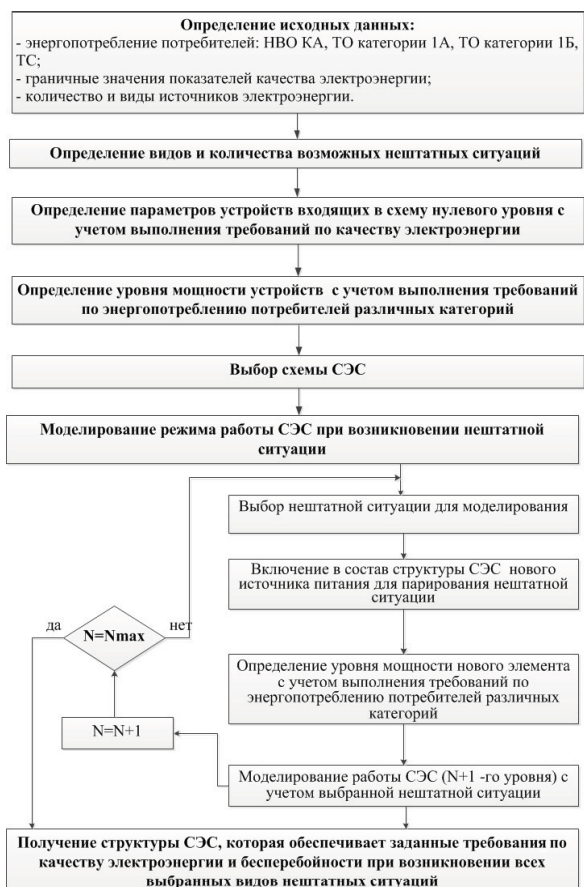 Определение исходных данных:
- энергопотребление потребителей: НВО КА, ТО категории 1А, ТО категории 1Б,
ТС;
- граничные значения показателей качества электроэнергии;
- количество и виды источников электроэнергии.
Определение видов и количества возможных нештатных ситуаций
Определение параметров устройств входящих в схему нулевого уровня с
учетом выполнения требований по качеству электроэнергии
Определение уровня мощности устройств с учетом выполнения требований
по энергопотреблению потребителей различных категорий
Выбор схемы СЭС
Моделирование режима работы СЭС при возникновении нештатной
ситуации
Выбор нештатной ситуации для моделирования
Включение в состав структуры СЭС нового
источника питания для парирования нештатной
ситуации
да
N=Nmax
нет
Определение уровня мощности нового элемента
с учетом выполнения требований по
энергопотреблению потребителей различных
категорий
N=N+1
Моделирование работы СЭС (N+1 -го уровня) с
учетом выбранной нештатной ситуации
Получение структуры СЭС, которая обеспечивает заданные требования по
качеству электроэнергии и бесперебойности при возникновении всех
выбранных видов нештатных ситуаций